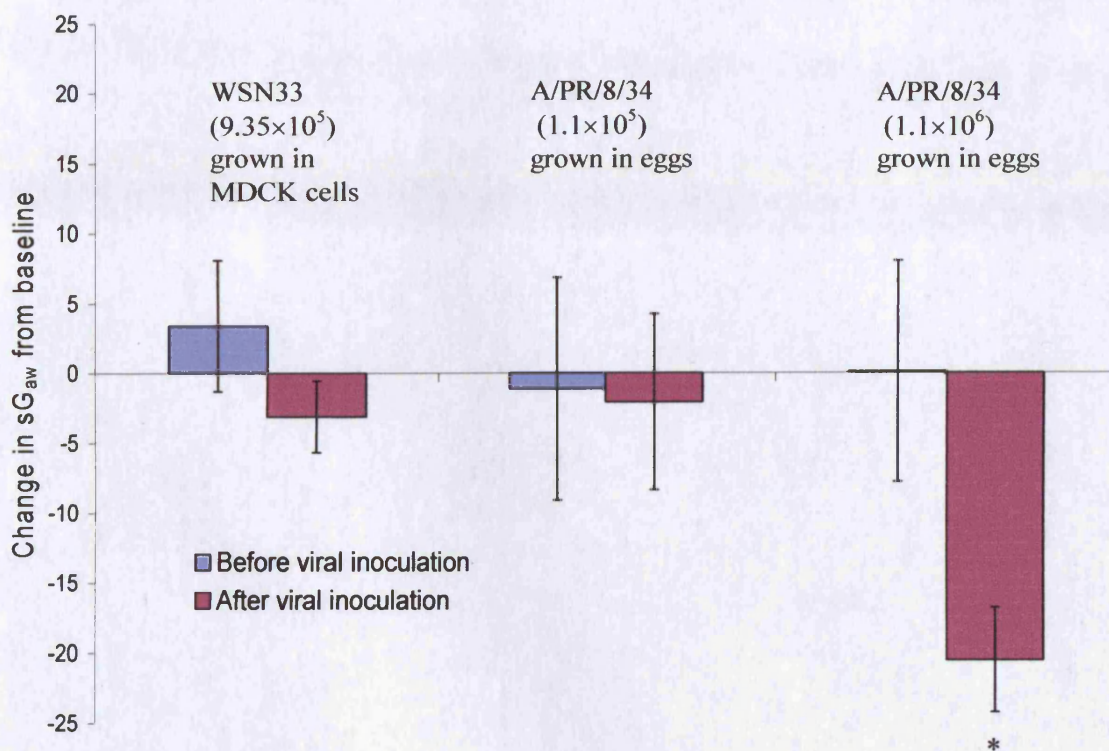 25
20
15
10
5
0
-5
-10
-15
-20
-25
Change in sGaw from baseline
WSN33
(9.35×10⁵)
grown in
MDCK cells
A/PR/8/34
(1.1×10⁵)
grown in eggs
A/PR/8/34
(1.1×10⁶)
grown in eggs
Before viral inoculation
After viral inoculation
*